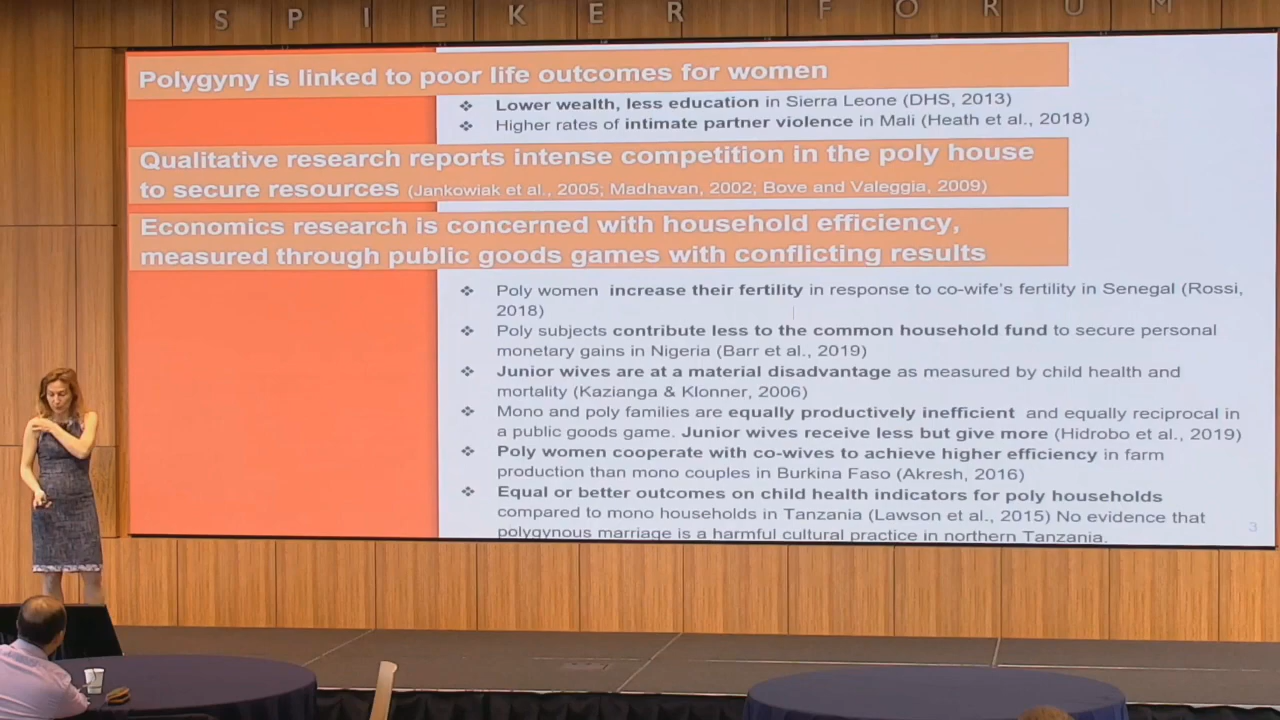 SPIEKER FORUM
Polygyny is linked to poor life outcomes for women
❖ Lower wealth, less education in Sierra Leone (DHS, 2013)
❖ Higher rates of intimate partner violence in Mali (Heath et al., 2018)
Qualitative research reports intense competition in the poly house
to secure resources (Jankowiak et al., 2005; Madhavan, 2002; Bove and Valeggia, 2009)
Economics research is concerned with household efficiency,
measured through public goods games with conflicting results
❖ Poly women increase their fertility in response to co-wife's fertility in Senegal (Rossi,
2018)
❖ Poly subjects contribute less to the common household fund to secure personal
monetary gains in Nigeria (Barr et al., 2019)
❖ Junior wives are at a material disadvantage as measured by child health and
mortality (Kazianga & Klonner, 2006)
❖ Mono and poly families are equally productively inefficient and equally reciprocal in
a public goods game. Junior wives receive less but give more (Hidrobo et al., 2019)
❖ Poly women cooperate with co-wives to achieve higher efficiency in farm
production than mono couples in Burkina Faso (Akresh, 2016)
❖ Equal or better outcomes on child health indicators for poly households
compared to mono households in Tanzania (Lawson et al., 2015) No evidence that
polygynous marriage is a harmful cultural practice in northern Tanzania.
3